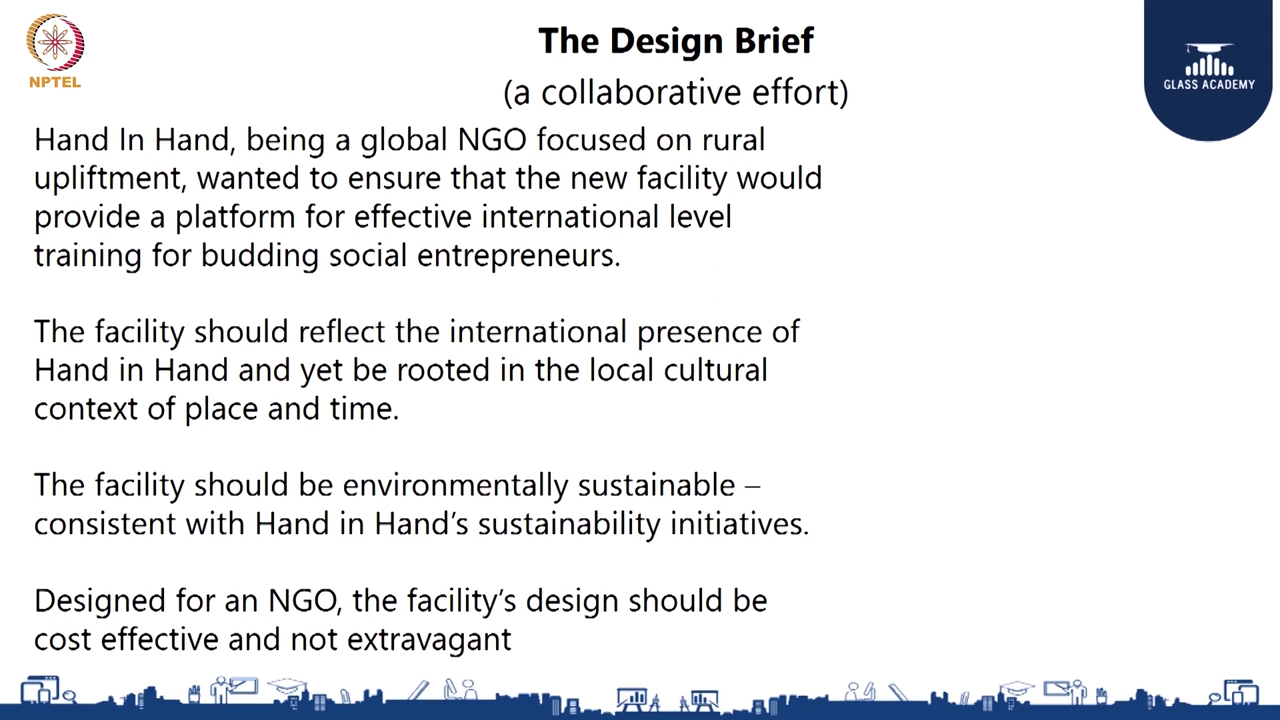 The Design Brief
(a collaborative effort)
NPTEL
GLASS ACADEMY
Hand In Hand, being a global NGO focused on rural
upliftment, wanted to ensure that the new facility would
provide a platform for effective international level
training for budding social entrepreneurs.
The facility should reflect the international presence of
Hand in Hand and yet be rooted in the local cultural
context of place and time.
The facility should be environmentally sustainable –
consistent with Hand in Hand’s sustainability initiatives.
Designed for an NGO, the facility’s design should be
cost effective and not extravagant